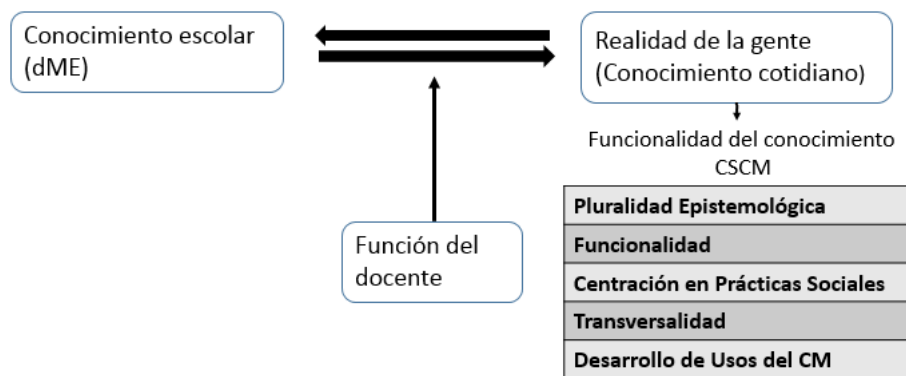 Conocimiento escolar
(dME)
Realidad de la gente
(Conocimiento cotidiano)
Funcionalidad del conocimiento
CSCM
Función del
docente
Pluralidad Epistemológica
Funcionalidad
Centración en Prácticas Sociales
Transversalidad
Desarrollo de Usos del CM